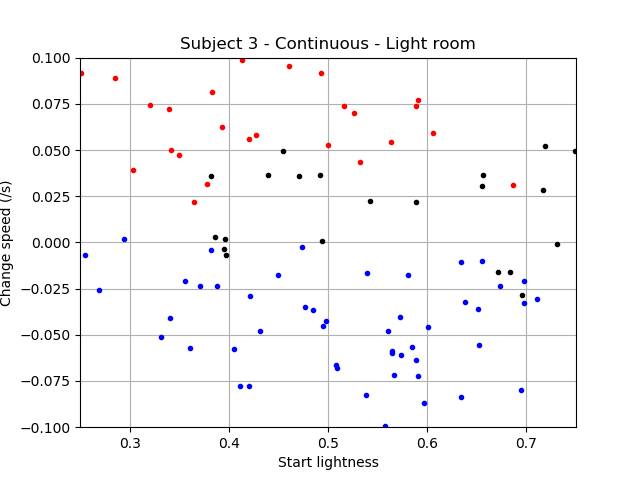 Subject 3 - Continuous - Light room
Change speed (/s)
0.100
0.075
0.050
0.025
0.000
−0.025
−0.050
−0.075
−0.100
0.3 0.4 0.5 0.6 0.7
Start lightness